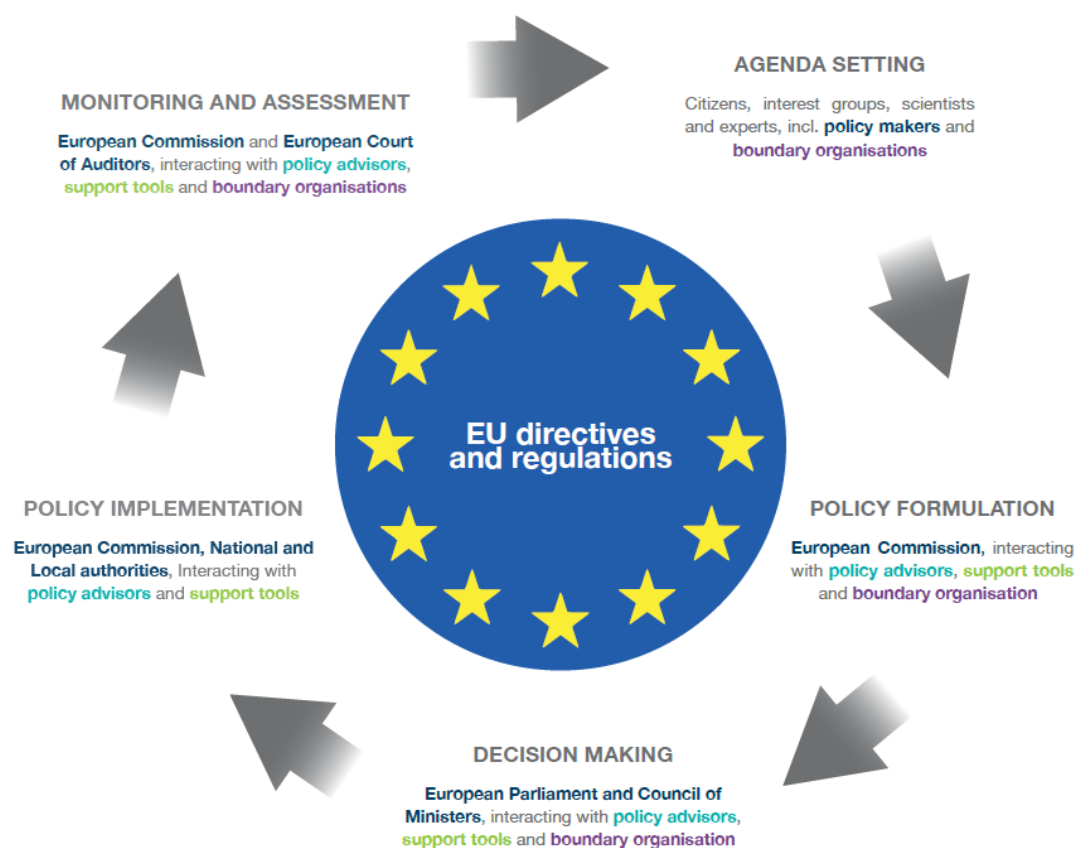 MONITORING AND ASSESSMENT
European Commission and European Court
of Auditors, interacting with policy advisors,
support tools and boundary organisations
AGENDA SETTING
Citizens, interest groups, scientists
and experts, incl. policy makers and
boundary organisations
EU directives
and regulations
POLICY IMPLEMENTATION
European Commission, National and
Local authorities, Interacting with
policy advisors and support tools
POLICY FORMULATION
European Commission, interacting
with policy advisors, support tools
and boundary organisation
DECISION MAKING
European Parliament and Council of
Ministers, interacting with policy advisors,
support tools and boundary organisation